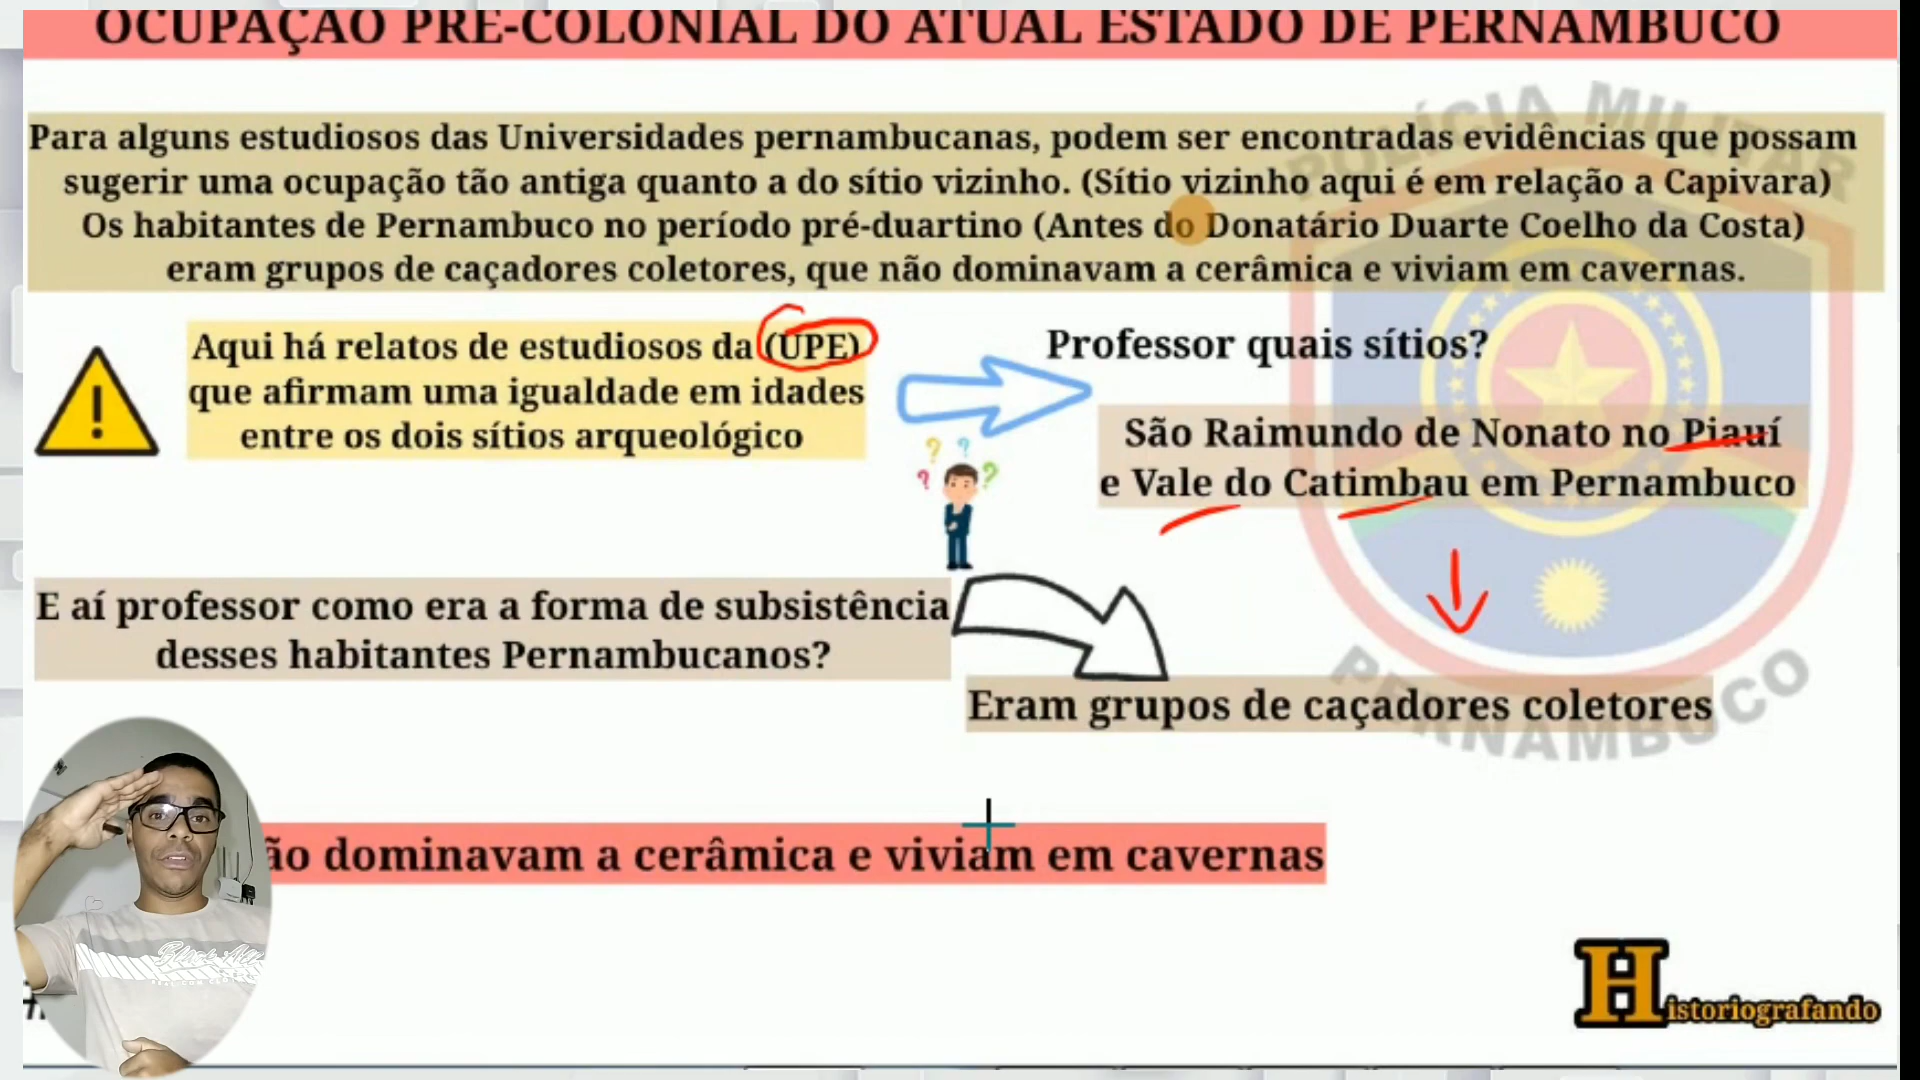 OCUPAÇÃO PRÉ-COLONIAL DO ATUAL ESTADO DE PERNAMBUCO
Para alguns estudiosos das Universidades pernambucanas, podem ser encontradas evidências que possam
sugerir uma ocupação tão antiga quanto a do sítio vizinho. (Sítio vizinho aqui é em relação a Capivara)
Os habitantes de Pernambuco no período pré-duartino (Antes do Donatário Duarte Coelho da Costa)
eram grupos de caçadores coletores, que não dominavam a cerâmica e viviam em cavernas.
POLÍCIA MILITAR
Aqui há relatos de estudiosos da (UPE)
que afirmam uma igualdade em idades
entre os dois sítios arqueológico
Professor quais sítios?
São Raimundo de Nonato no Piauí
e Vale do Catimbau em Pernambuco
E aí professor como era a forma de subsistência
desses habitantes Pernambucanos?
Eram grupos de caçadores coletores
PERNAMBUCO
ão dominavam a cerâmica e viviam em cavernas
Historiografando